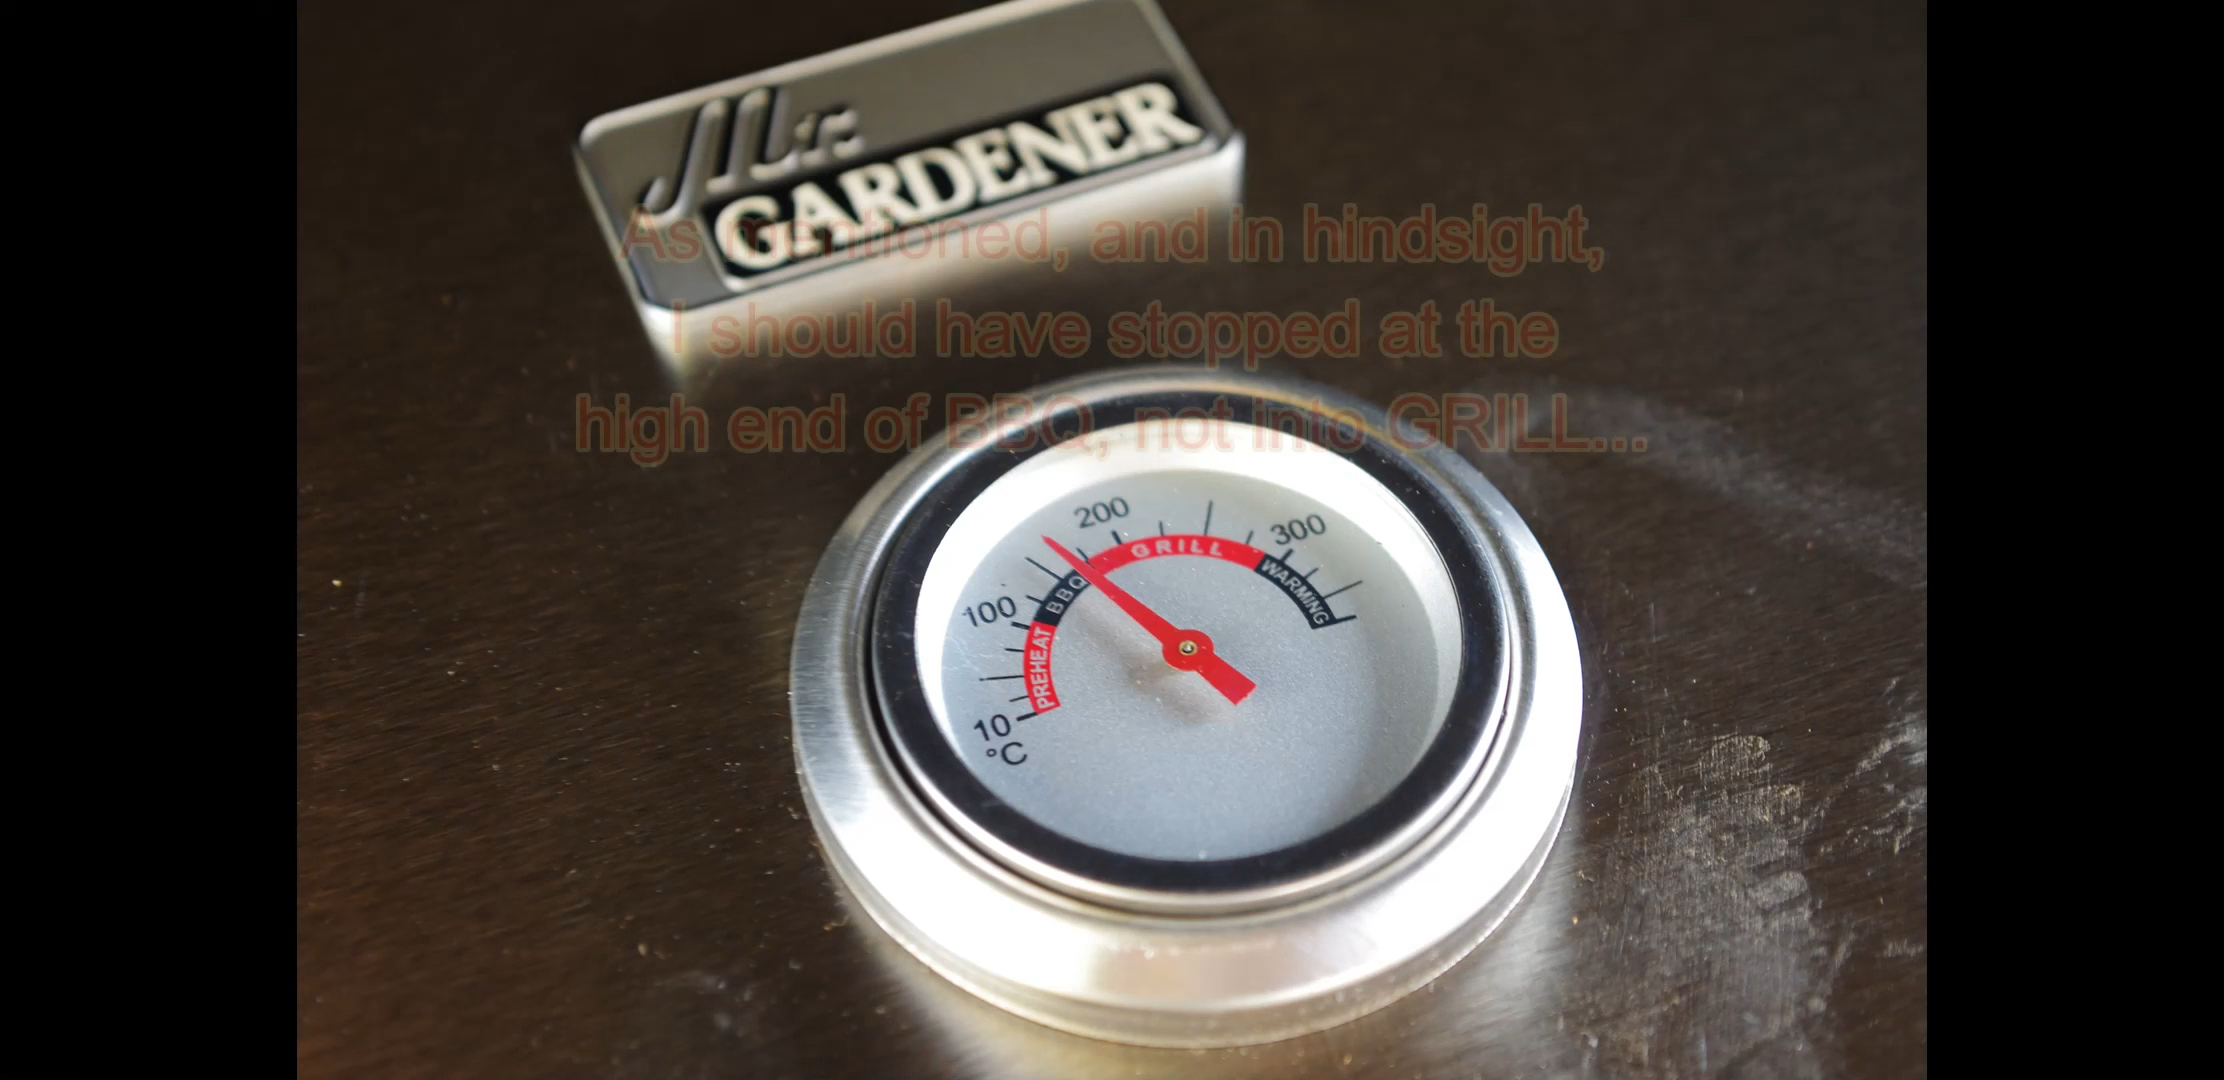 Mr.
GARDENER
As mentioned, and in hindsight,
I should have stopped at the
high end of BBQ, not into GRILL...
200
300
100
10
°C
PREHEAT
BBQ
GRILL
WARMING